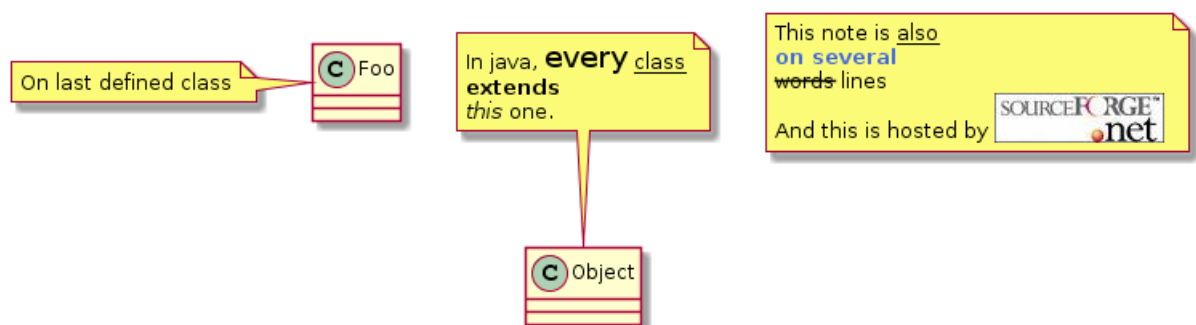 On last defined class
C Foo
In java, every class
extends
this one.
C Object
This note is also
on several
words lines
And this is hosted by SOURCEFORGE™
.net